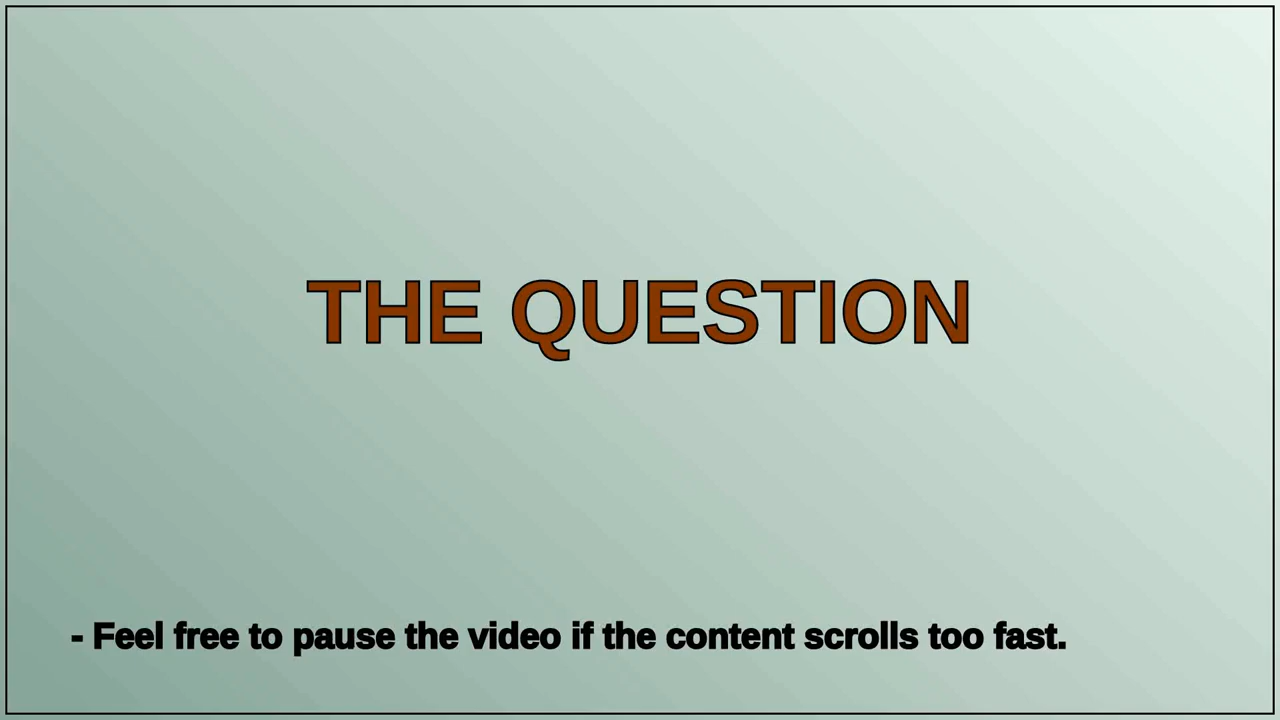 THE QUESTION
- Feel free to pause the video if the content scrolls too fast.